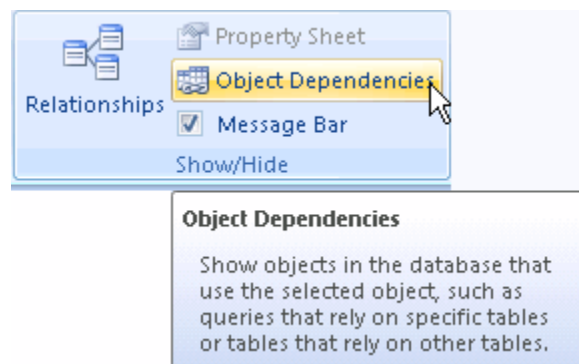 Relationships
Property Sheet
Object Dependencies
Message Bar
Show/Hide
Object Dependencies
Show objects in the database that
use the selected object, such as
queries that rely on specific tables
or tables that rely on other tables.